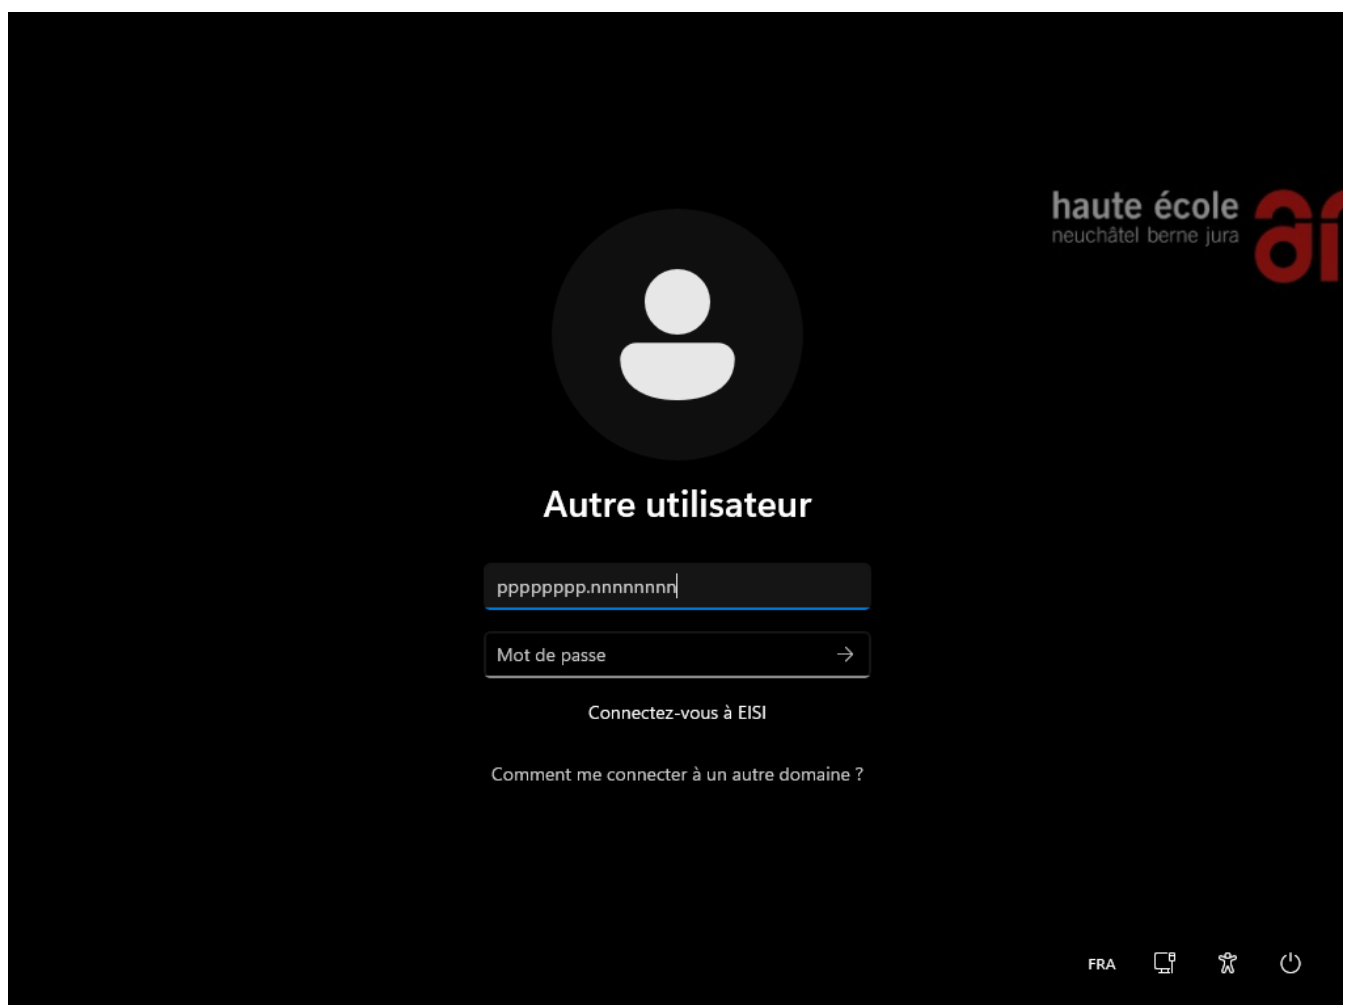 haute école
neuchâtel berne jura
Autre utilisateur
pppppppp.nnnnnnnn
Mot de passe
Connectez-vous à EISI
Comment me connecter à un autre domaine ?
FRA